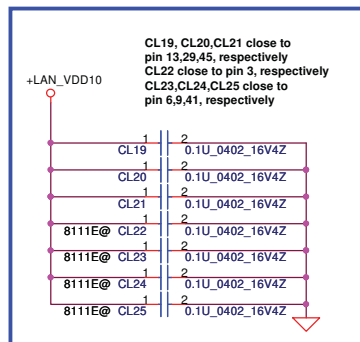 CL19, CL20,CL21 close to
pin 13,29,45, respectively
CL22 close to pin 3, respectively
CL23,CL24,CL25 close to
pin 6,9,41, respectively
+LAN_VDD10
1 2
CL19 0.1U_0402_16V4Z
1 2
CL20 0.1U_0402_16V4Z
1 2
CL21 0.1U_0402_16V4Z
1 2
8111E@ CL22 0.1U_0402_16V4Z
1 2
8111E@ CL23 0.1U_0402_16V4Z
1 2
8111E@ CL24 0.1U_0402_16V4Z
1 2
8111E@ CL25 0.1U_0402_16V4Z